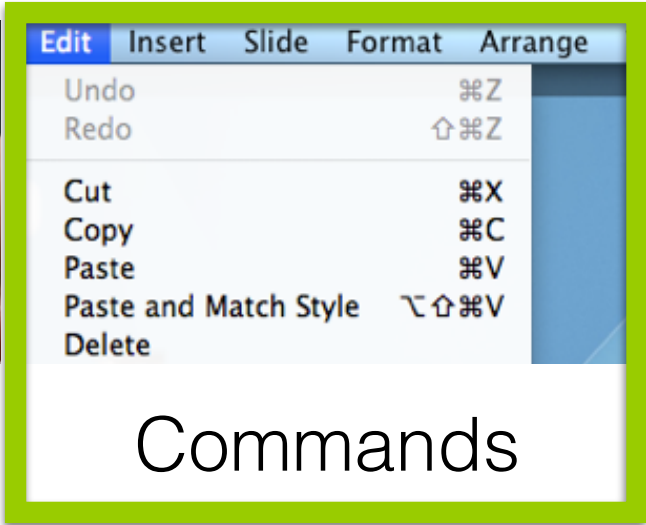 Edit Insert Slide Format Arrange
Undo ⌘Z
Redo ⇧⌘Z
Cut ⌘X
Copy ⌘C
Paste ⌘V
Paste and Match Style ⌥⇧⌘V
Delete
Commands